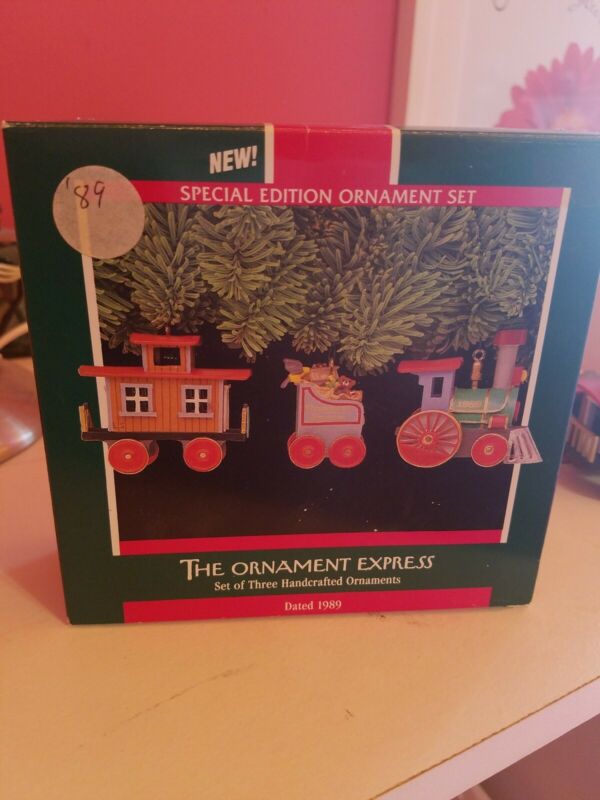 NEW!
'89
SPECIAL EDITION ORNAMENT SET
THE ORNAMENT EXPRESS
Set of Three Handcrafted Ornaments
Dated 1989